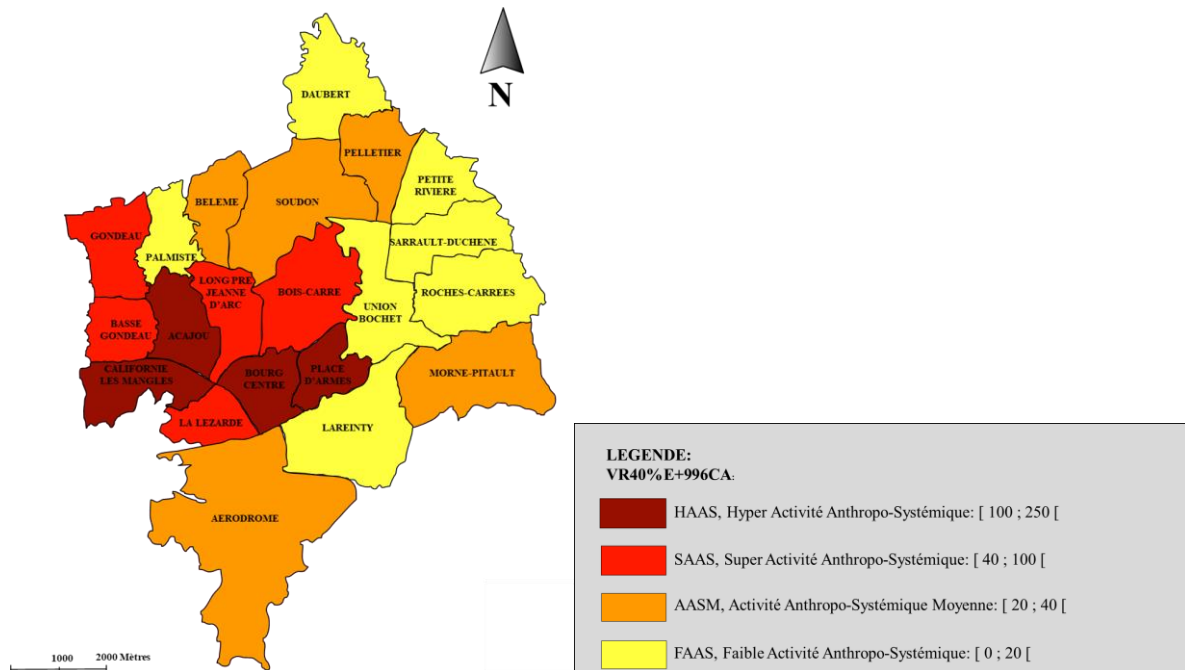 N
DAUBERT
PELLETIER
PETITE
RIVIERE
BELEME
SOUDON
GONDEAU
SARRAULT-DUCHENE
PALMISTE
LONG PRE
JEANNE
D'ARC
BOIS-CARRE
ROCHES-CARREES
UNION
BOCHET
BASSE
GONDEAU
ACAJOU
CALIFORNIE
LES MANGLES
BOURG
CENTRE
PLACE
D'ARMES
MORNE-PITAULT
LA LEZARDE
LAREINTY
AERODROME
1000 2000 Mètres
LEGENDE:
VR40%E+996CA:
HAAS, Hyper Activité Anthropo-Systémique: [ 100 ; 250 [
SAAS, Super Activité Anthropo-Systémique: [ 40 ; 100 [
AASM, Activité Anthropo-Systémique Moyenne: [ 20 ; 40 [
FAAS, Faible Activité Anthropo-Systémique: [ 0 ; 20 [